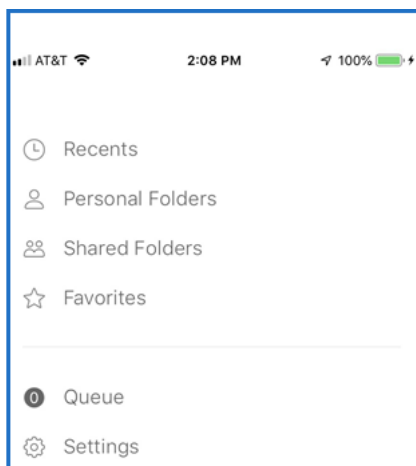 AT&T 2:08 PM 100%
Recents
Personal Folders
Shared Folders
Favorites
0 Queue
Settings